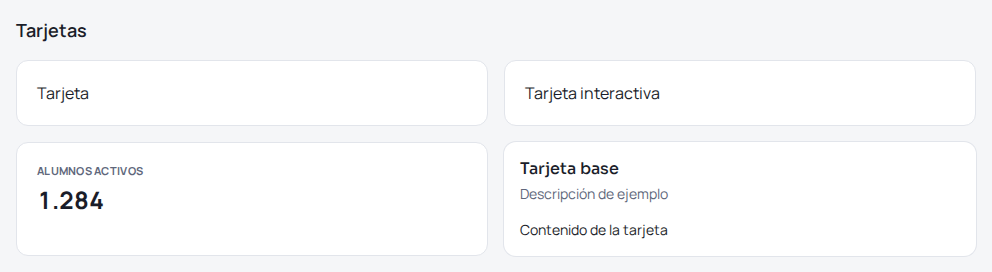 Tarjetas
Tarjeta
Tarjeta interactiva
ALUMNOS ACTIVOS
1.284
Tarjeta base
Descripción de ejemplo
Contenido de la tarjeta